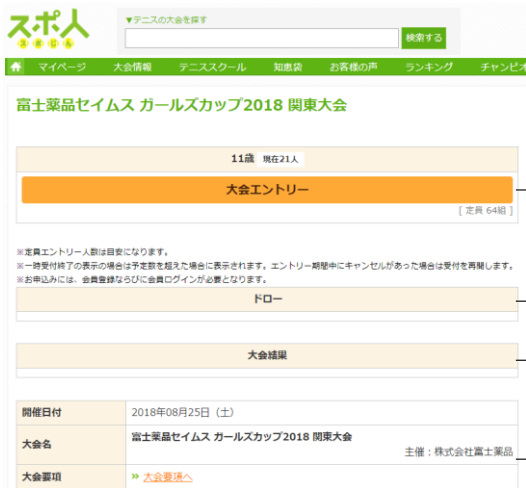 スポ人
スポじん
▼テニスの大会を探す
検索する
マイページ 大会情報 テニススクール 知恵袋 お客様の声 ランキング チャンピオ
富士薬品セイムス ガールズカップ2018 関東大会
11歳 現在21人
大会エントリー
[ 定員 64組 ]
※定員エントリー人数は目安になります。
※一時受付終了の表示の場合は予定数を超えた場合に表示されます。エントリー期間中にキャンセルがあった場合は受付を再開します。
※お申込みには、会員登録ならびに会員ログインが必要となります。
ドロー
大会結果
開催日付 2018年08月25日（土）
大会名 富士薬品セイムス ガールズカップ2018 関東大会
主催：株式会社富士薬品
大会要項 » 大会要項へ